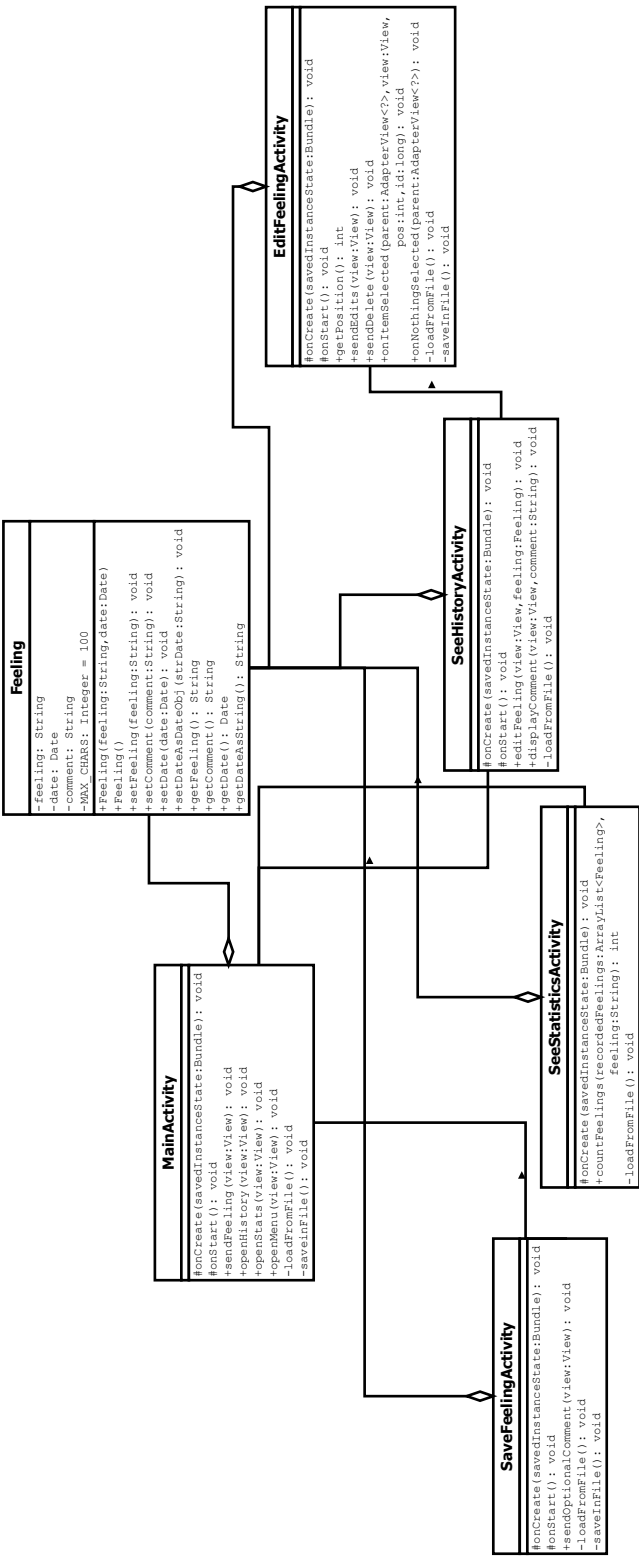 Feeling
-feeling: String
-date: Date
-comment: String
-MAX_CHARS: Integer = 100
+Feeling(feeling:String,date:Date)
+Feeling()
+setFeeling(feeling:String): void
+setComment(comment:String): void
+setDate(date:Date): void
+setDateAsDateObj(strDate:String): void
+getFeeling(): String
+getComment(): String
+getDate(): Date
+getDateAsString(): String
MainActivity
#onCreate(savedInstanceState:Bundle): void
#onStart(): void
+sendFeeling(view:View): void
+openHistory(view:View): void
+openStats(view:View): void
+openMenu(view:View): void
-loadFromFile(): void
-saveinFile(): void
EditFeelingActivity
#onCreate(savedInstanceState:Bundle): void
#onStart(): void
+getPosition(): int
+sendEdits(view:View): void
+sendDelete(view:View): void
+onItemSelected(parent:AdapterView<?>,view:View,
pos:int,id:long): void
+onNothingSelected(parent:AdapterView<?>): void
-loadFromFile(): void
-saveInFile(): void
SeeHistoryActivity
#onCreate(savedInstanceState:Bundle): void
#onStart(): void
+editFeeling(view:View,feeling:Feeling): void
+displayComment(view:View,comment:String): void
-loadFromFile(): void
SaveFeelingActivity
#onCreate(savedInstanceState:Bundle): void
#onStart(): void
+sendOptionalComment(view:View): void
-loadFromFile(): void
-saveInFile(): void
SeeStatisticsActivity
#onCreate(savedInstanceState:Bundle): void
+countFeelings(recordedFeelings:ArrayList<Feeling>,
feeling:String): int
-loadFromFile(): void